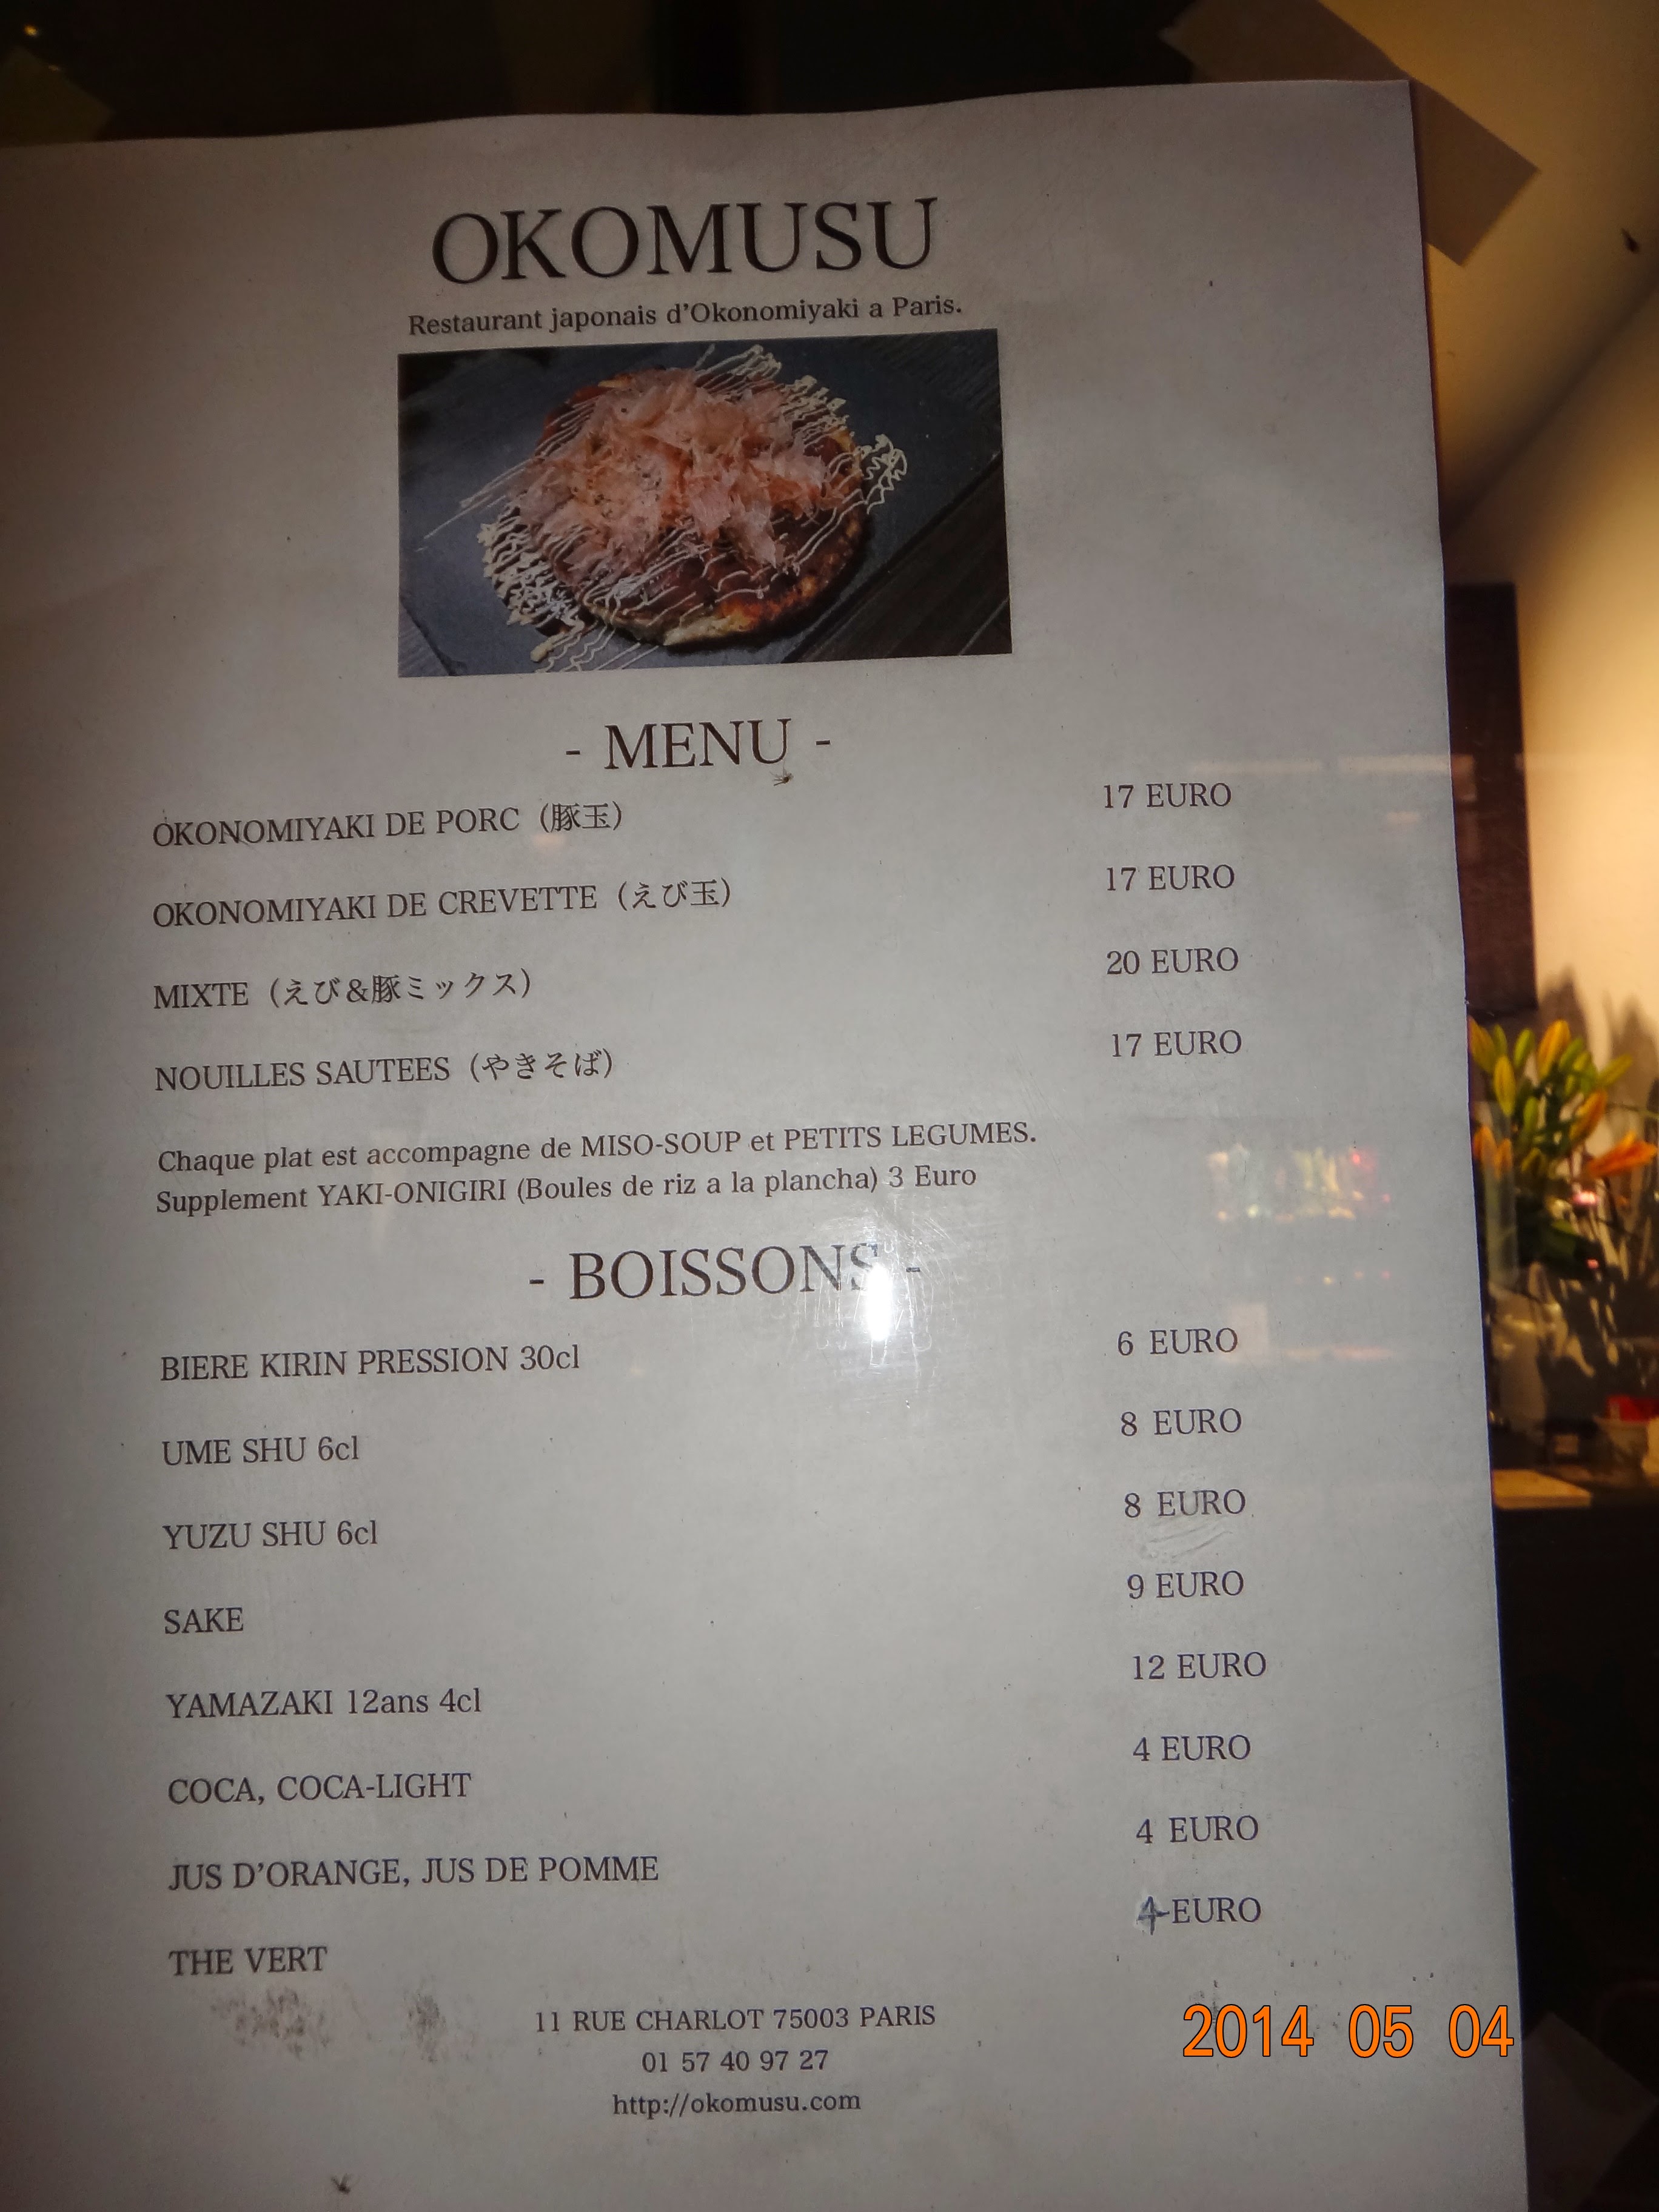 OKOMUSU
Restaurant japonais d'Okonomiyaki a Paris.
- MENU -
OKONOMIYAKI DE PORC（豚玉） 17 EURO
OKONOMIYAKI DE CREVETTE（えび玉） 17 EURO
MIXTE（えび＆豚ミックス） 20 EURO
NOUILLES SAUTEES（やきそば） 17 EURO
Chaque plat est accompagne de MISO-SOUP et PETITS LEGUMES.
Supplement YAKI-ONIGIRI (Boules de riz a la plancha) 3 Euro
- BOISSONS -
BIERE KIRIN PRESSION 30cl 6 EURO
UME SHU 6cl 8 EURO
YUZU SHU 6cl 8 EURO
SAKE 9 EURO
YAMAZAKI 12ans 4cl 12 EURO
COCA, COCA-LIGHT 4 EURO
JUS D'ORANGE, JUS DE POMME 4 EURO
THE VERT 4 EURO
11 RUE CHARLOT 75003 PARIS
01 57 40 97 27
http://okomusu.com
2014 05 04